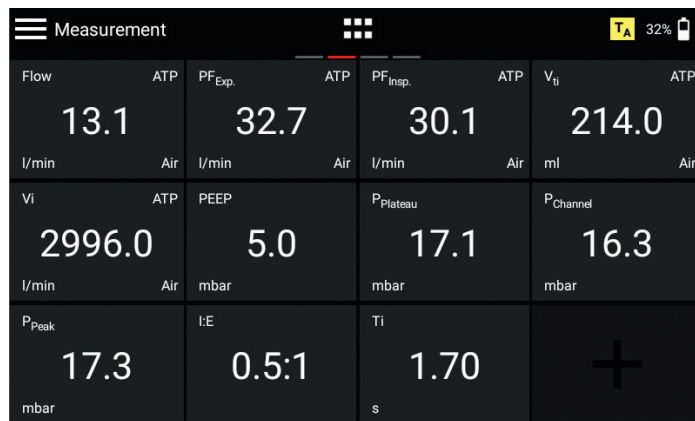 Measurement
TA 32%
Flow ATP
13.1
l/min Air
PFExp. ATP
32.7
l/min Air
PFInsp. ATP
30.1
l/min Air
Vti ATP
214.0
ml Air
Vi ATP
2996.0
l/min Air
PEEP
5.0
mbar
PPlateau
17.1
mbar
PChannel
16.3
mbar
PPeak
17.3
mbar
I:E
0.5:1
Ti
1.70
s